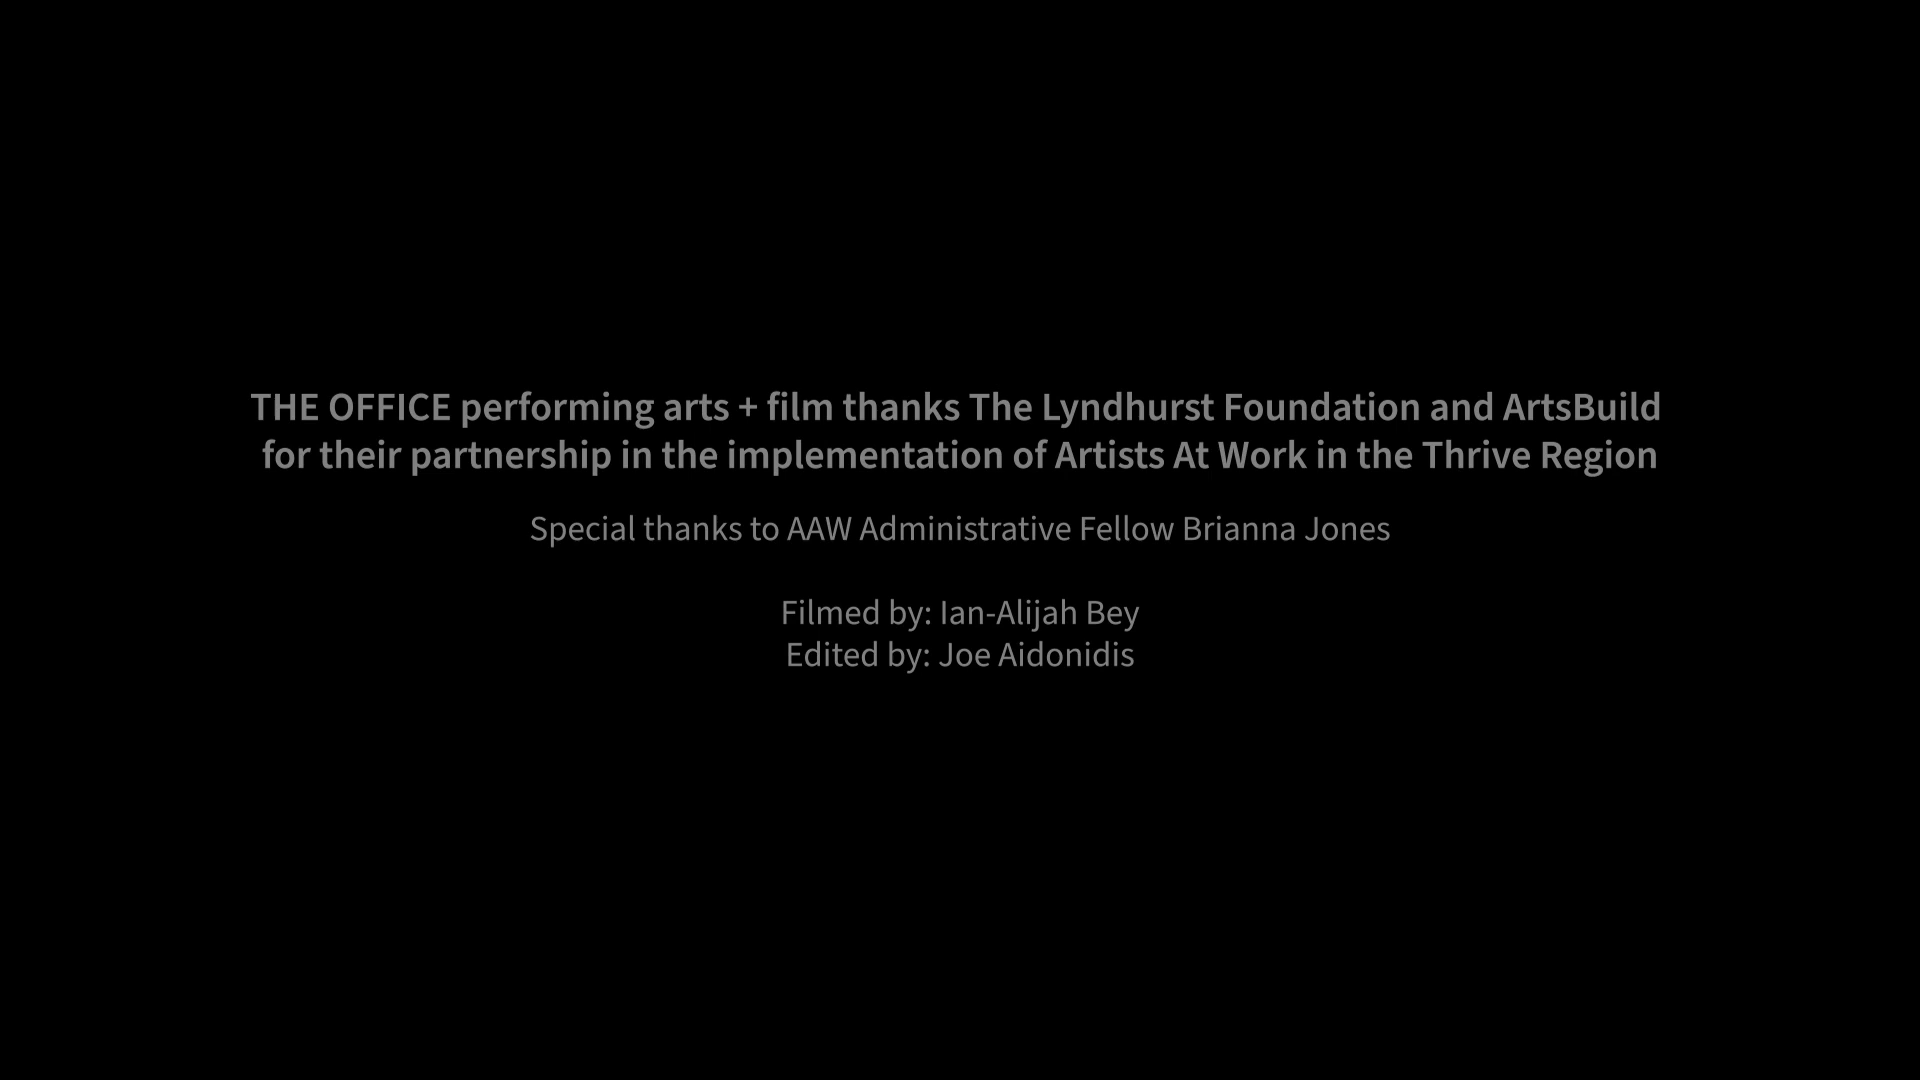 THE OFFICE performing arts + film thanks The Lyndhurst Foundation and ArtsBuild
for their partnership in the implementation of Artists At Work in the Thrive Region
Special thanks to AAW Administrative Fellow Brianna Jones
Filmed by: Ian-Alijah Bey
Edited by: Joe Aidonidis